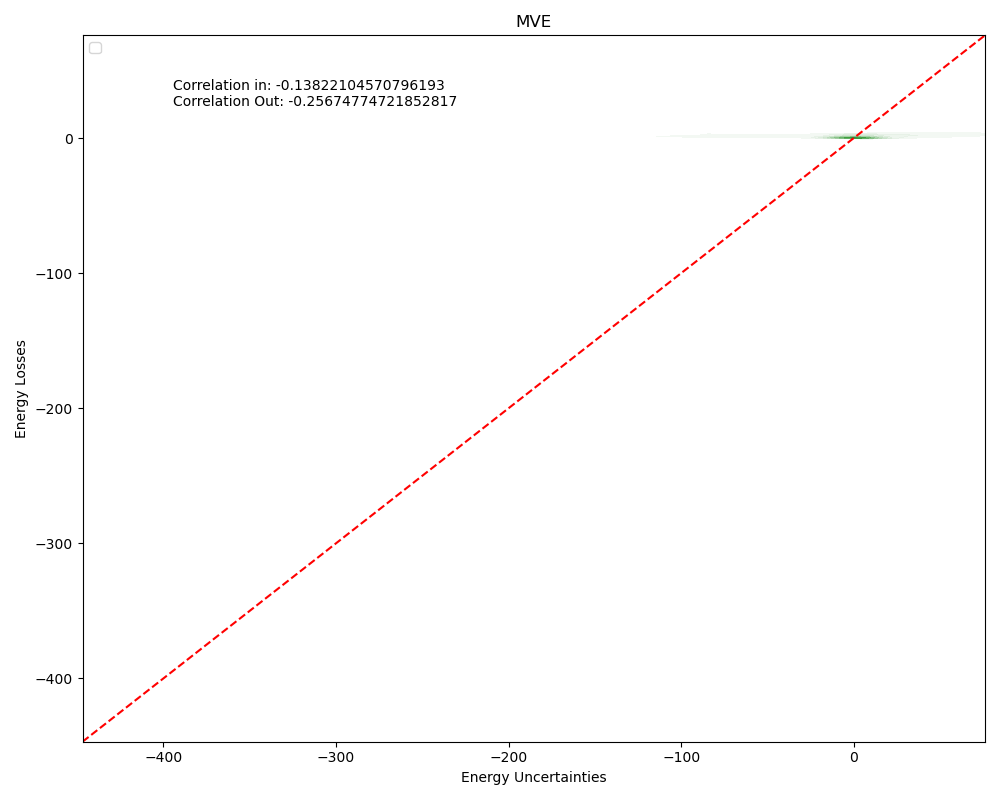 MVE
Correlation in: -0.13822104570796193
Correlation Out: -0.25674774721852817
0
−100
−200
−300
−400
Energy Losses
−400
−300
−200
−100
0
Energy Uncertainties